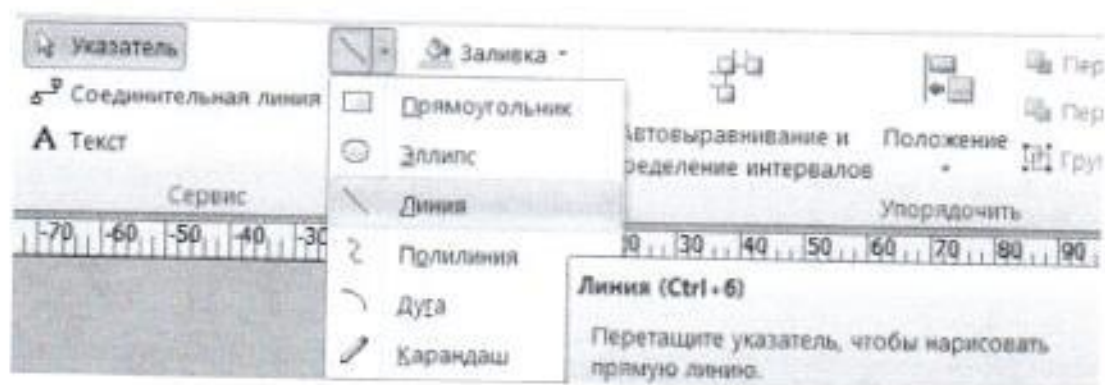 Указатель
Заливка
Соединительная линия
Прямоугольник
Текст
Эллипс
Автовыравнивание и
Положение
интервалов
Сервис
Линия
Упорядочить
-70 -60 -50 -40 -30
30 40 50 60 70 80 90
Полилиния
Линия (Ctrl+6)
Дуга
Перетащите указатель, чтобы нарисовать
Карандаш
прямую линию.